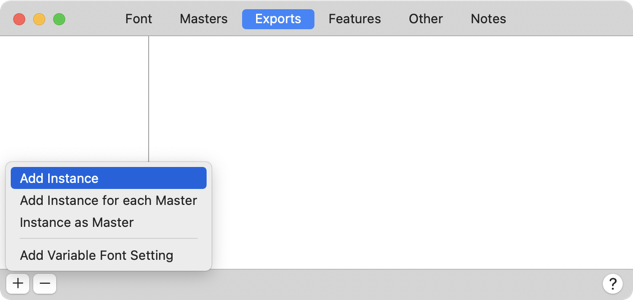 Font Masters Exports Features Other Notes
Add Instance
Add Instance for each Master
Instance as Master
Add Variable Font Setting
+ − ?